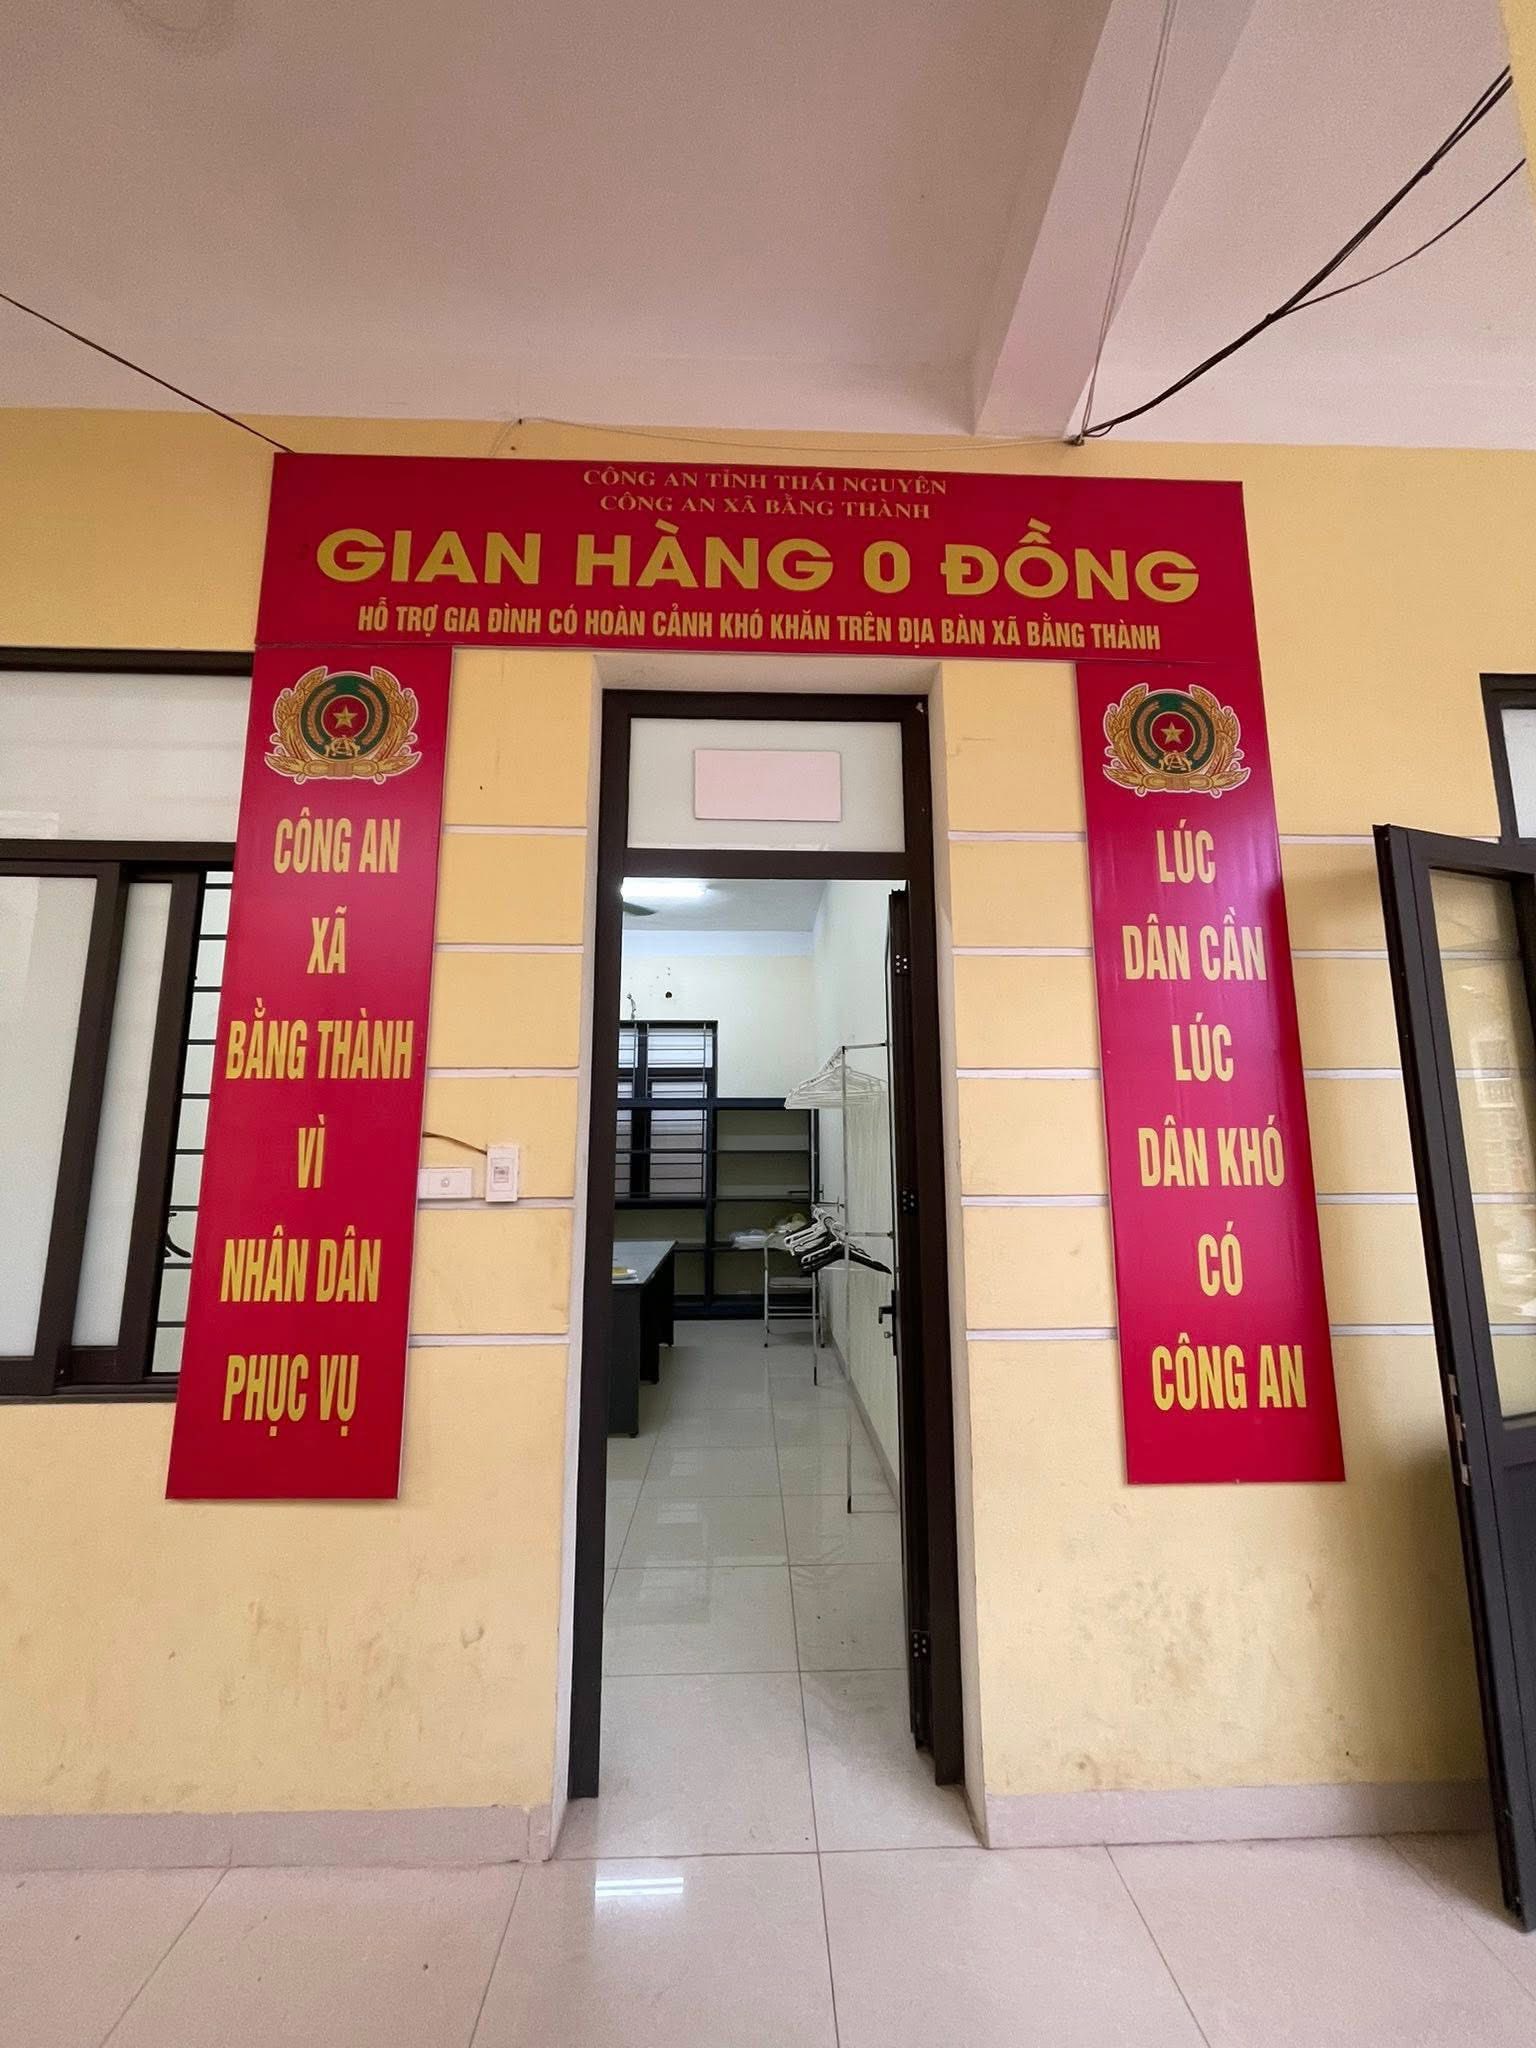 CÔNG AN TỈNH THÁI NGUYÊN
CÔNG AN XÃ BẰNG THÀNH
GIAN HÀNG 0 ĐỒNG
HỖ TRỢ GIA ĐÌNH CÓ HOÀN CẢNH KHÓ KHĂN TRÊN ĐỊA BÀN XÃ BẰNG THÀNH
CÔNG AN
XÃ
BẰNG THÀNH
VÌ
NHÂN DÂN
PHỤC VỤ
LÚC
DÂN CẦN
LÚC
DÂN KHÓ
CÓ
CÔNG AN